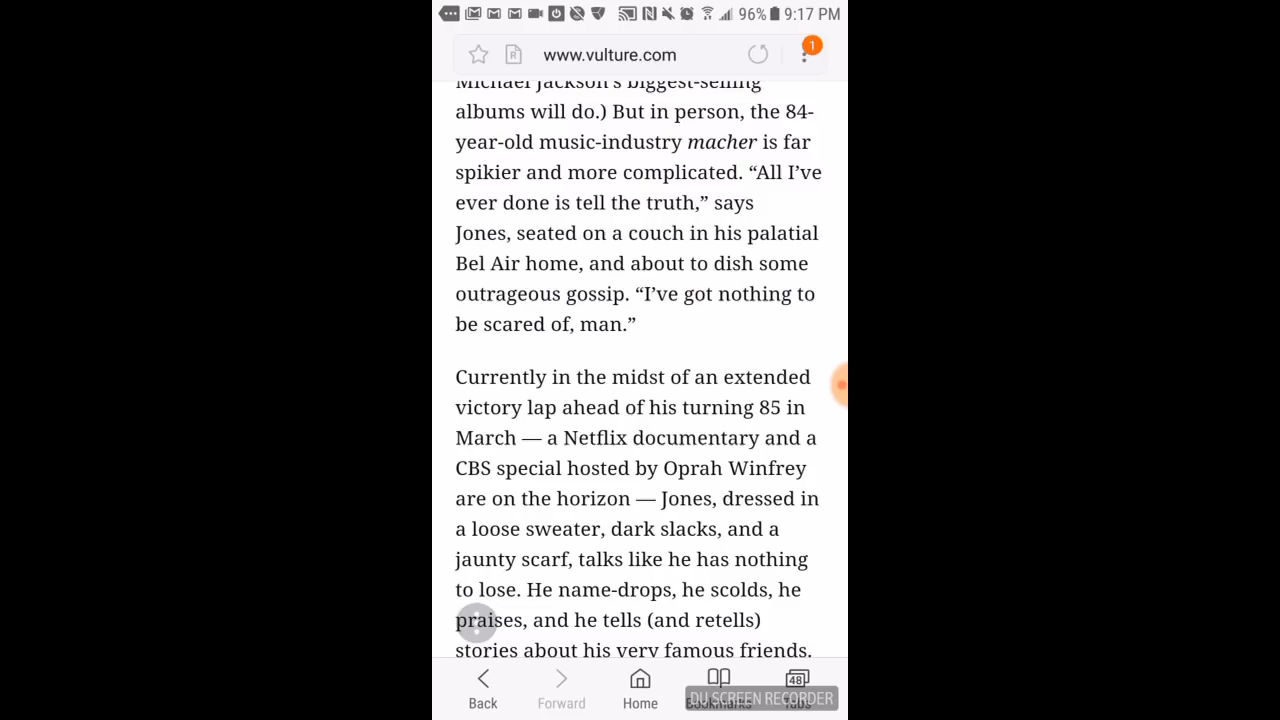 96% 9:17 PM
www.vulture.com
1
Michael Jackson's biggest-selling
albums will do.) But in person, the 84-
year-old music-industry macher is far
spikier and more complicated. “All I’ve
ever done is tell the truth,” says
Jones, seated on a couch in his palatial
Bel Air home, and about to dish some
outrageous gossip. “I’ve got nothing to
be scared of, man.”
Currently in the midst of an extended
victory lap ahead of his turning 85 in
March — a Netflix documentary and a
CBS special hosted by Oprah Winfrey
are on the horizon — Jones, dressed in
a loose sweater, dark slacks, and a
jaunty scarf, talks like he has nothing
to lose. He name-drops, he scolds, he
praises, and he tells (and retells)
stories about his very famous friends.
48
Back Forward Home Bookmarks Tabs
DU SCREEN RECORDER